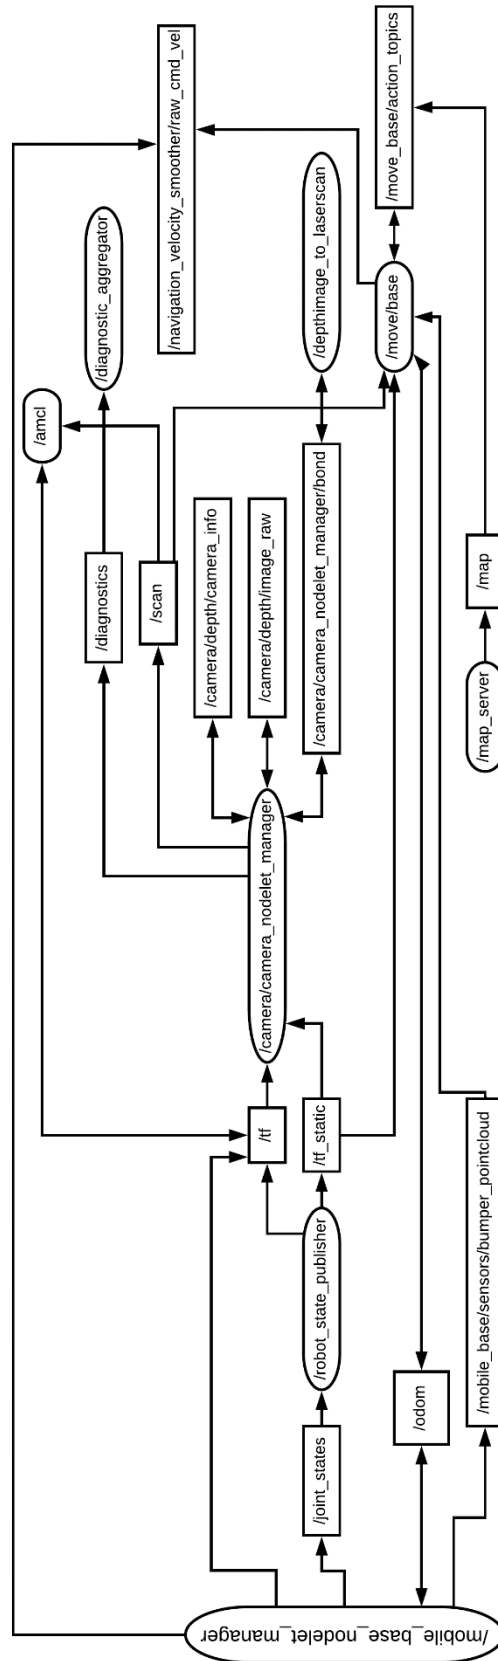 /mobile_base_nodelet_manager
/joint_states
/odom
/mobile_base/sensors/bumper_pointcloud
/robot_state_publisher
/tf
/tf_static
/camera/camera_nodelet_manager
/diagnostics
/scan
/camera/depth/camera_info
/camera/depth/image_raw
/camera/camera_nodelet_manager/bond
/map_server
/map
/amcl
/diagnostic_aggregator
/navigation_velocity_smoother/raw_cmd_vel
/depthimage_to_laserscan
/move/base
/move_base/action_topics